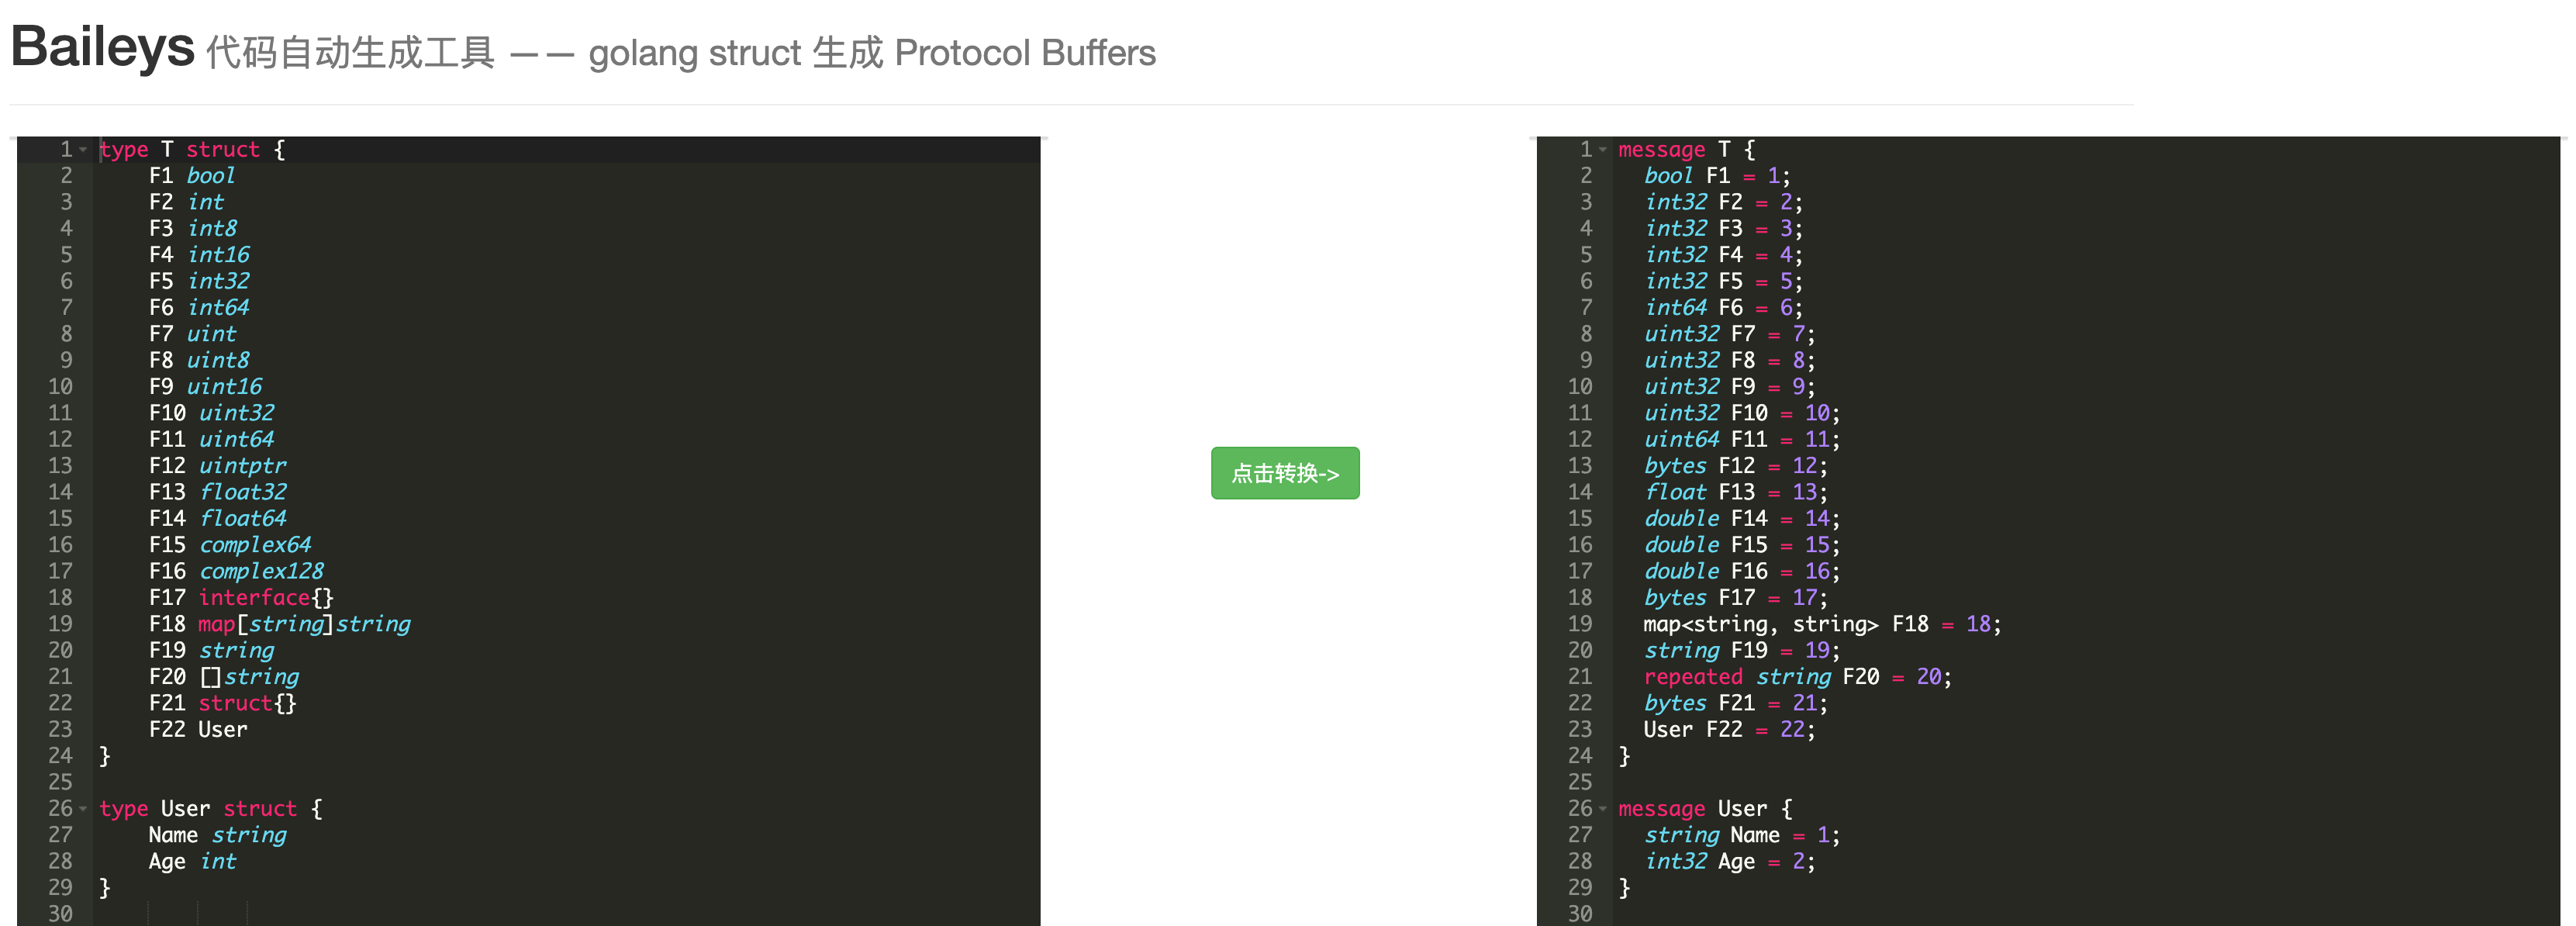 Baileys 代码自动生成工具 —— golang struct 生成 Protocol Buffers
1 type T struct {
2 F1 bool
3 F2 int
4 F3 int8
5 F4 int16
6 F5 int32
7 F6 int64
8 F7 uint
9 F8 uint8
10 F9 uint16
11 F10 uint32
12 F11 uint64
13 F12 uintptr
14 F13 float32
15 F14 float64
16 F15 complex64
17 F16 complex128
18 F17 interface{}
19 F18 map[string]string
20 F19 string
21 F20 []string
22 F21 struct{}
23 F22 User
24 }
25
26 type User struct {
27 Name string
28 Age int
29 }
30
点击转换->
1 message T {
2 bool F1 = 1;
3 int32 F2 = 2;
4 int32 F3 = 3;
5 int32 F4 = 4;
6 int32 F5 = 5;
7 int64 F6 = 6;
8 uint32 F7 = 7;
9 uint32 F8 = 8;
10 uint32 F9 = 9;
11 uint32 F10 = 10;
12 uint64 F11 = 11;
13 bytes F12 = 12;
14 float F13 = 13;
15 double F14 = 14;
16 double F15 = 15;
17 double F16 = 16;
18 bytes F17 = 17;
19 map<string, string> F18 = 18;
20 string F19 = 19;
21 repeated string F20 = 20;
22 bytes F21 = 21;
23 User F22 = 22;
24 }
25
26 message User {
27 string Name = 1;
28 int32 Age = 2;
29 }
30